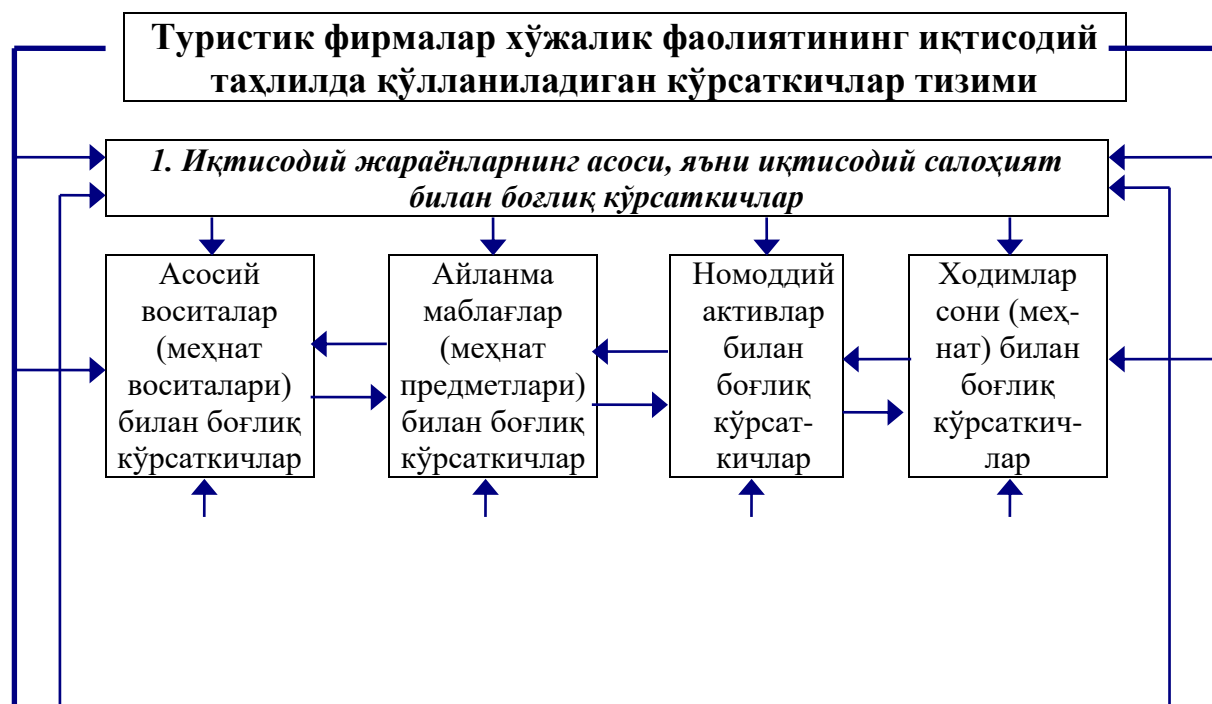 Туристик фирмалар хўжалик фаолиятининг иқтисодий
таҳлилда қўлланиладиган кўрсаткичлар тизими
1. Иқтисодий жараёнларнинг асоси, яъни иқтисодий салоҳият
билан боғлиқ кўрсаткичлар
Асосий
воситалар
(меҳнат
воситалари)
билан боғлиқ
кўрсаткичлар
Айланма
маблағлар
(меҳнат
предметлари)
билан боғлиқ
кўрсаткичлар
Номоддий
активлар
билан
боғлиқ
кўрсат-
кичлар
Ходимлар
сони (меҳ-
нат) билан
боғлиқ
кўрсаткич-
лар